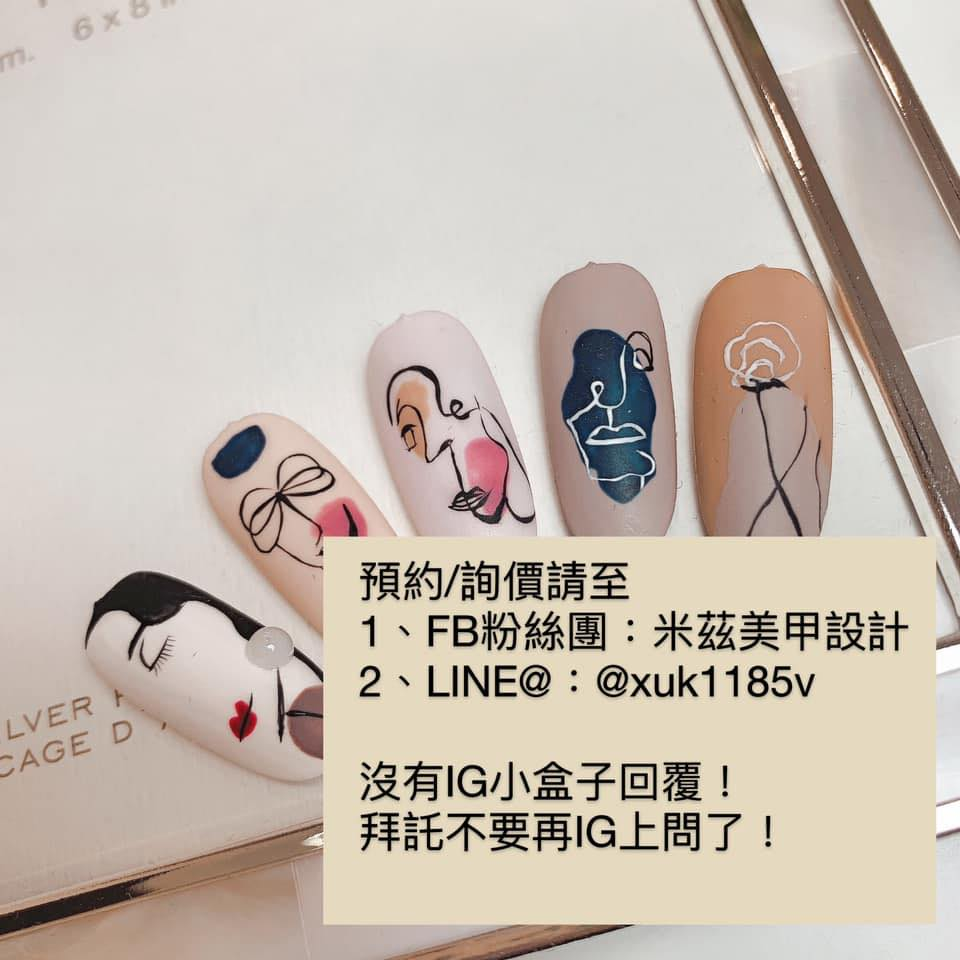 6 x 8
m.
預約/詢價請至
1、FB粉絲團：米茲美甲設計
2、LINE@：@xuk1185v
沒有IG小盒子回覆！
拜託不要再IG上問了！
LVER
CAGE D